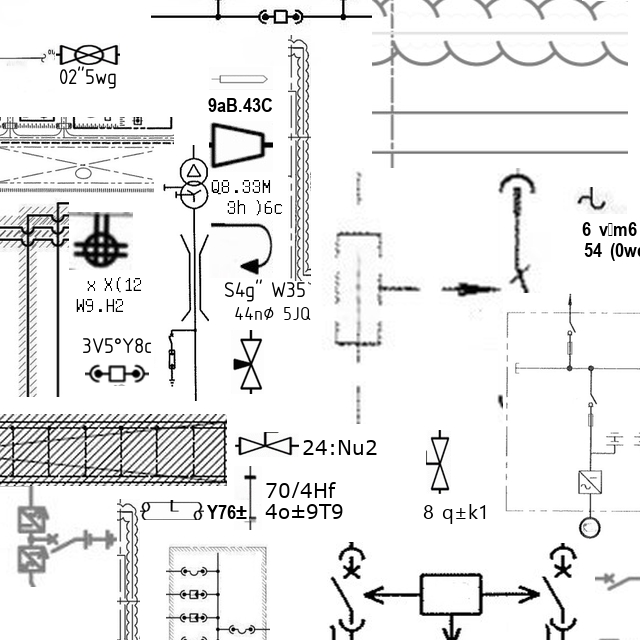 02"5wg
9aB.43C
Q8.33M
3h )6c
6 v▯m6
54 (0w
x X(12
W9.H2
S4g" W35
44n∅ 5JQ
3V5°Y8c
24:Nu2
70/4Hf
4o±9T9
Y76±
8 q±k1